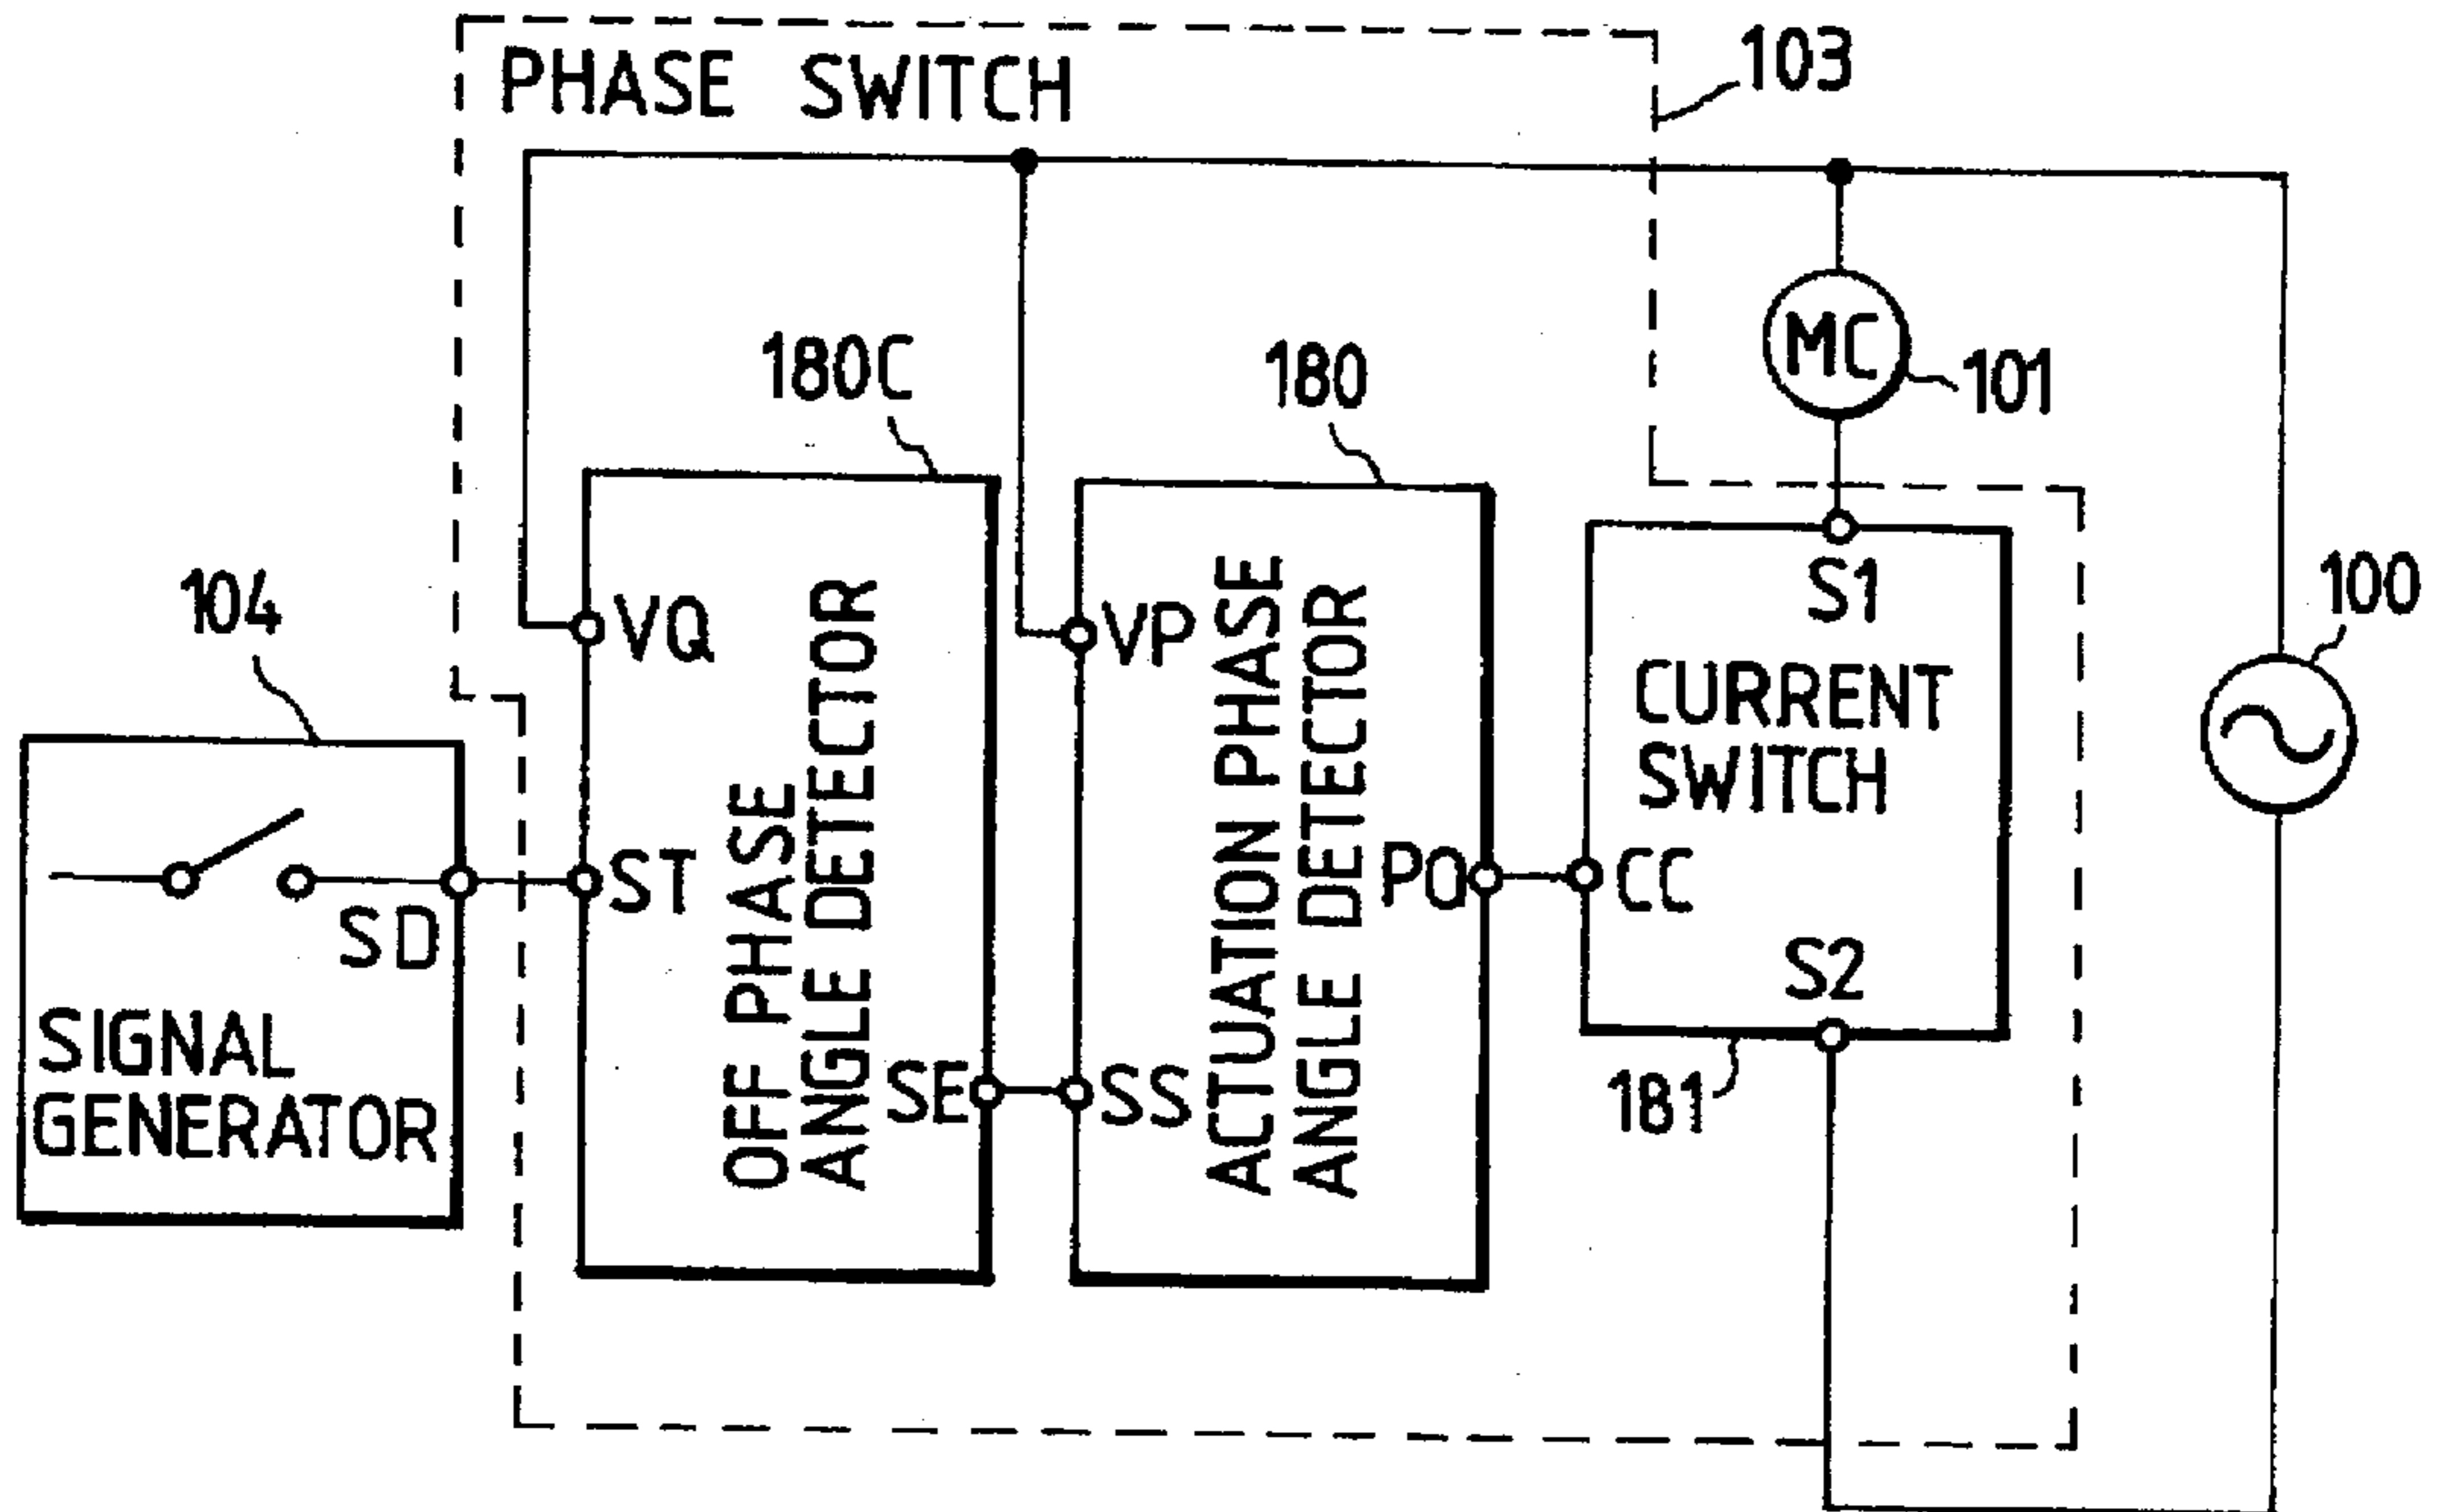 PHASE SWITCH
103
180C
180
MC
101
104
100
VQ
VP
S1
CURRENT
SWITCH
OFF PHASE
ANGLE DETECTOR
ACTUATION PHASE
ANGLE DETECTOR
ST
PO
CC
SD
S2
SIGNAL
GENERATOR
SE
SS
181